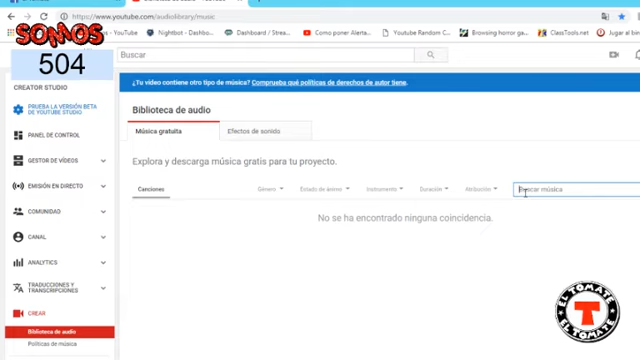 https://www.youtube.com/audiolibrary/music
Nightbot - Dashboa
Dashboard / Strea
Como poner Alerta
YouTube Random C
Browsing horror ga
ClassTools.net
Jugar al bing
SOMOS
504
Buscar
CREATOR STUDIO
PRUEBA LA VERSIÓN BETA
DE YOUTUBE STUDIO
PANEL DE CONTROL
GESTOR DE VÍDEOS
EMISIÓN EN DIRECTO
COMUNIDAD
CANAL
ANALYTICS
TRADUCCIONES Y
TRANSCRIPCIONES
CREAR
Biblioteca de audio
Políticas de música
¿Tu vídeo contiene otro tipo de música? Comprueba qué políticas de derechos de autor tiene.
Biblioteca de audio
Música gratuita
Efectos de sonido
Explora y descarga música gratis para tu proyecto.
Canciones
Género
Estado de ánimo
Instrumento
Duración
Atribución
Buscar música
No se ha encontrado ninguna coincidencia.
EL TOMATE
T
EL TOMATE